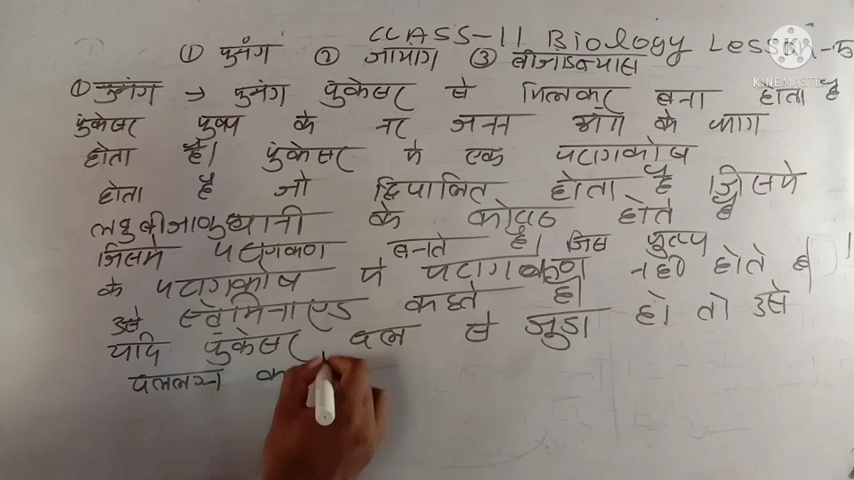 CLASS-11 Biology Lesson-5
① पुमंग ② जायांग ③ बीजाडन्यास
① पुमंग → पुमंग पुंकेसर से मिलकर बना होता है
पुंकेसर पुष्प के नर जनन अंग के भाग
होता है। पुंकेसर मे एक परागकोष
होता है जो द्विपालित होता है जिसमे
लघुबीजाणुधानी के कोष्ठ होते है
जिसमे परागकण बनते है। जिस पुष्प
के परागकोष मे परागकण नही होते है
उसे स्टेमिनाएड कहते है।
यदि पुंकेसर दल से जुडा हो तो उसे
दललग्न क
KINEMASTER